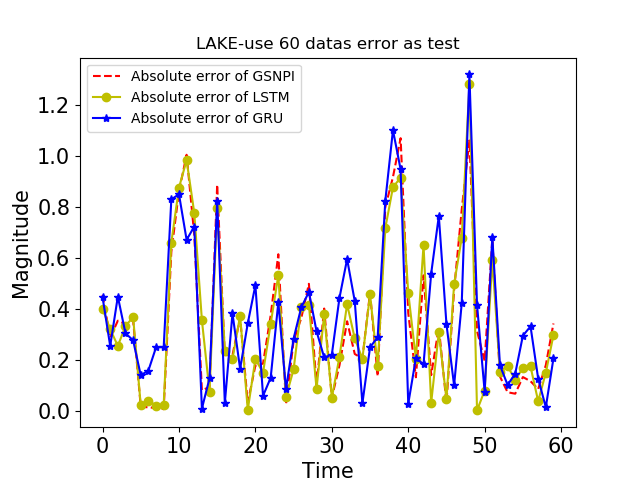 LAKE-use 60 datas error as test
Absolute error of GSNPI
Absolute error of LSTM
Absolute error of GRU
Magnitude
1.2
1.0
0.8
0.6
0.4
0.2
0.0
0 10 20 30 40 50 60
Time